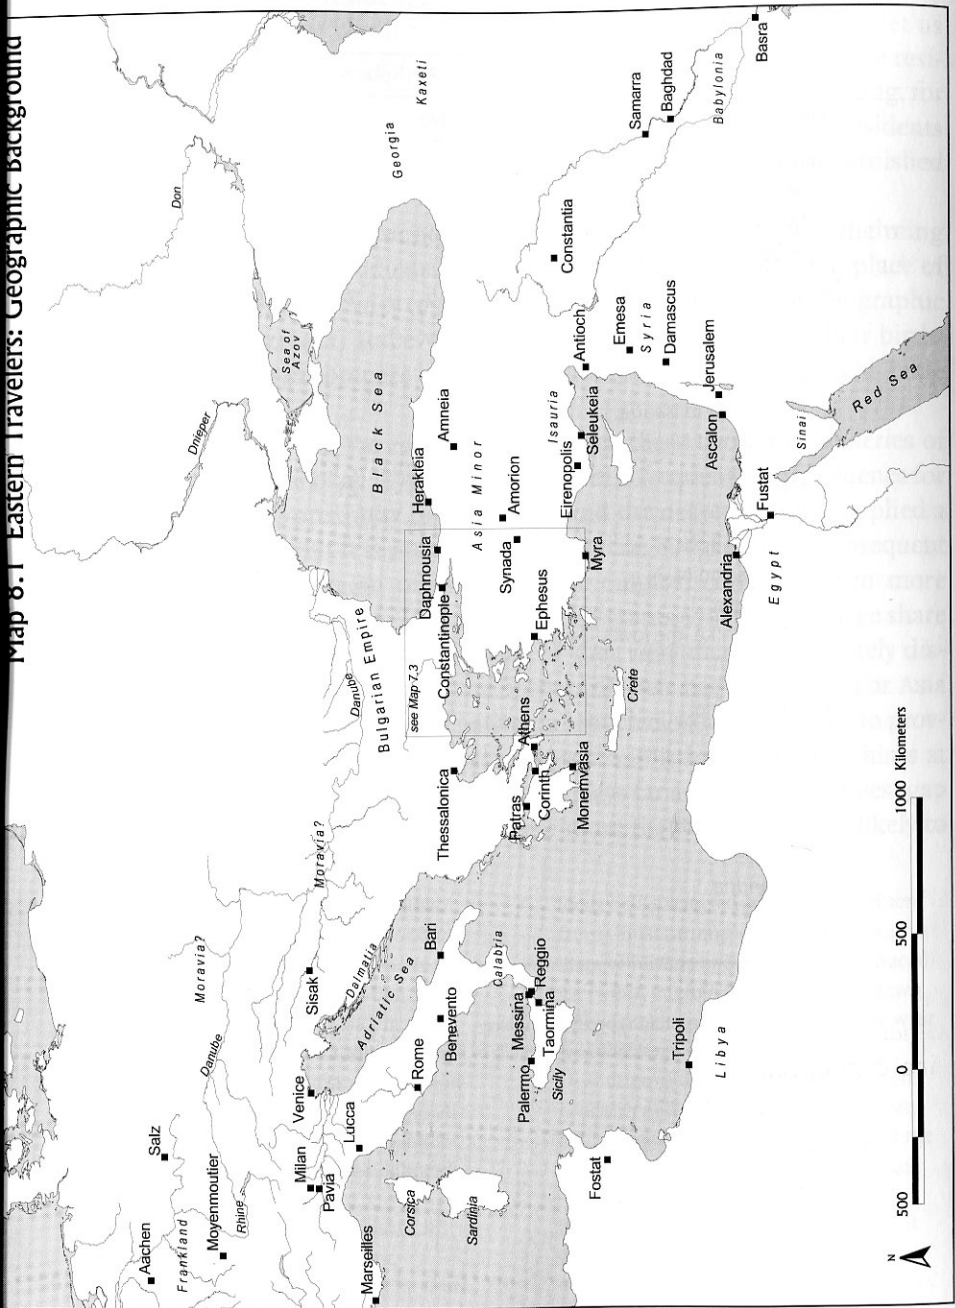 Map 8.1 Eastern Travelers: Geographic Background
Aachen
Frankland
Moyenmoutier
Rhine
Salz
Danube
Moravia?
Moravia?
Marseilles
Milan
Pavia
Venice
Lucca
Sisak
Dalmatia
Adriatic Sea
Corsica
Sardinia
Rome
Benevento
Bari
Calabria
Palermo
Messina
Reggio
Taormina
Sicily
Fostat
Tripoli
Libya
Danube
Bulgarian Empire
see Map 7.3
Thessalonica
Patras
Corinth
Athens
Monemvasia
Crete
Constantinople
Daphnousia
Herakleia
Amneia
Asia Minor
Amorion
Synada
Ephesus
Myra
Isauria
Eirenopolis
Seleukeia
Antioch
Dnieper
Don
Sea of
Azov
Black Sea
Georgia
Kaxeti
Constantia
Samarra
Baghdad
Babylonia
Basra
Emesa
Syria
Damascus
Jerusalem
Ascalon
Sinai
Red Sea
Fustat
Alexandria
Egypt
N
500
0
500
1000 Kilometers